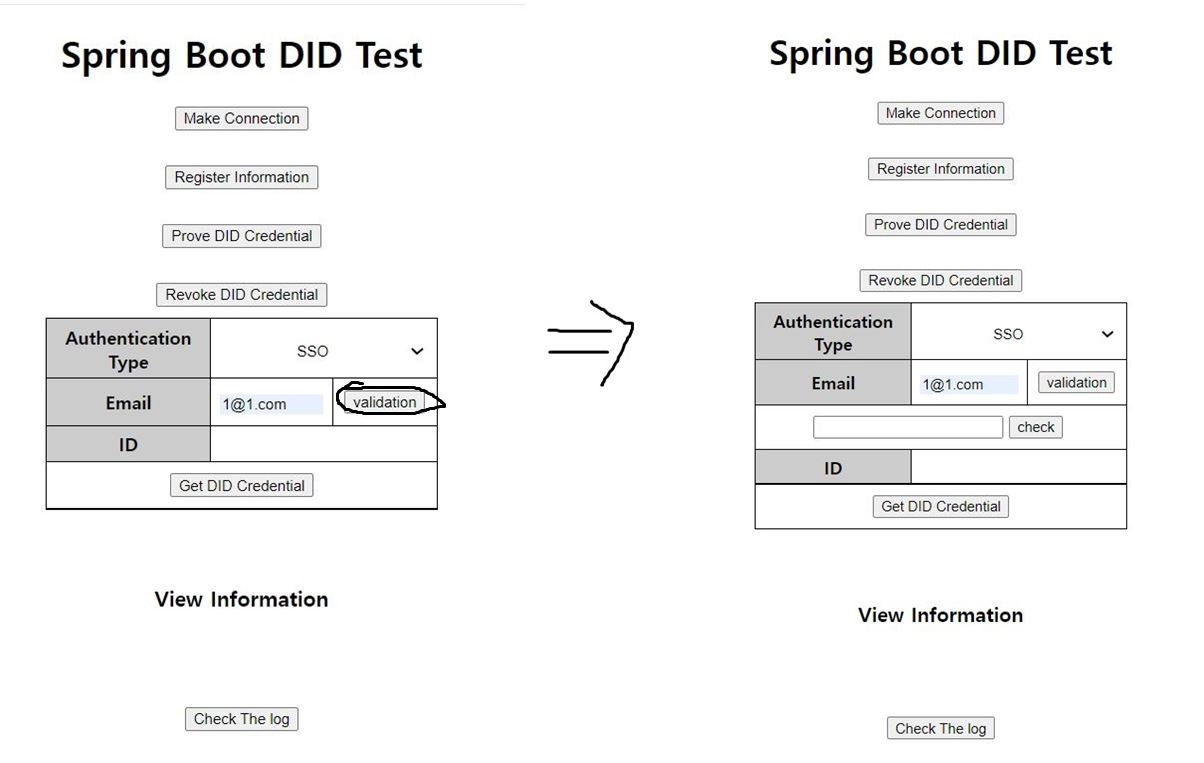 Spring Boot DID Test
Make Connection
Register Information
Prove DID Credential
Revoke DID Credential
Authentication Type
SSO
Email
1@1.com
validation
ID
Get DID Credential
View Information
Check The log
Spring Boot DID Test
Make Connection
Register Information
Prove DID Credential
Revoke DID Credential
Authentication Type
SSO
Email
1@1.com
validation
check
ID
Get DID Credential
View Information
Check The log